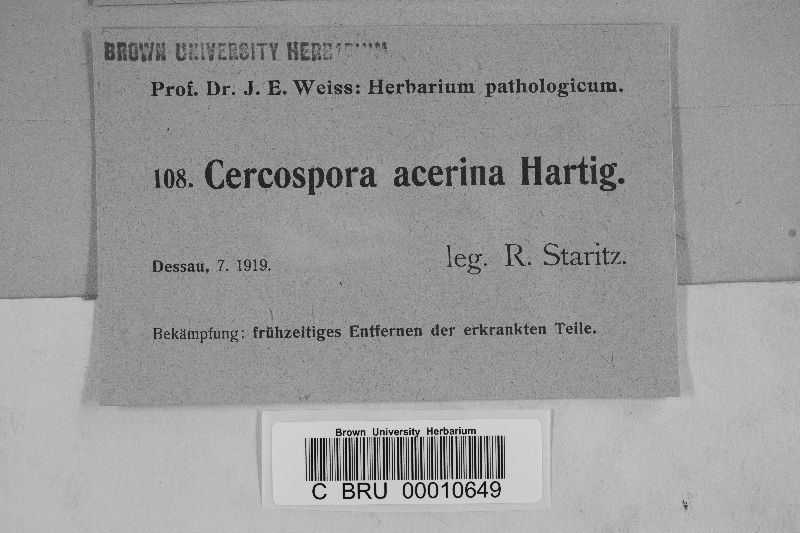 BROWN UNIVERSITY HERBARIUM
Prof. Dr. J. E. Weiss: Herbarium pathologicum.
108. Cercospora acerina Hartig.
Dessau, 7. 1919. leg. R. Staritz.
Bekämpfung: frühzeitiges Entfernen der erkrankten Teile.
Brown University Herbarium
C BRU 00010649